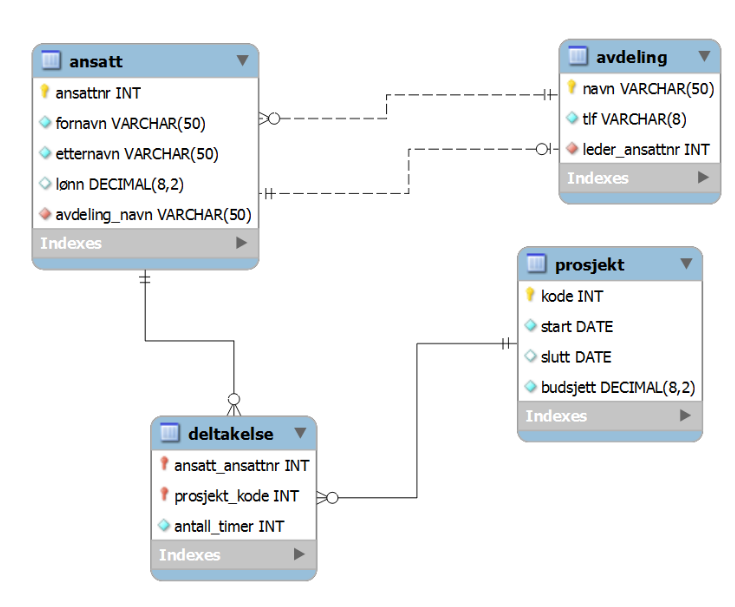 ansatt
ansattnr INT
fornavn VARCHAR(50)
etternavn VARCHAR(50)
lønn DECIMAL(8,2)
avdeling_navn VARCHAR(50)
Indexes
avdeling
navn VARCHAR(50)
tlf VARCHAR(8)
leder_ansattnr INT
Indexes
prosjekt
kode INT
start DATE
slutt DATE
budsjett DECIMAL(8,2)
Indexes
deltakelse
ansatt_ansattnr INT
prosjekt_kode INT
antall_timer INT
Indexes